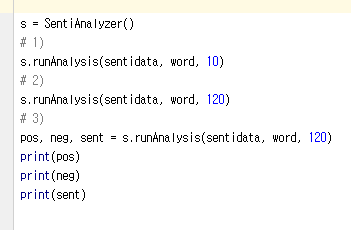 s = SentiAnalyzer()
# 1)
s.runAnalysis(sentidata, word, 10)
# 2)
s.runAnalysis(sentidata, word, 120)
# 3)
pos, neg, sent = s.runAnalysis(sentidata, word, 120)
print(pos)
print(neg)
print(sent)